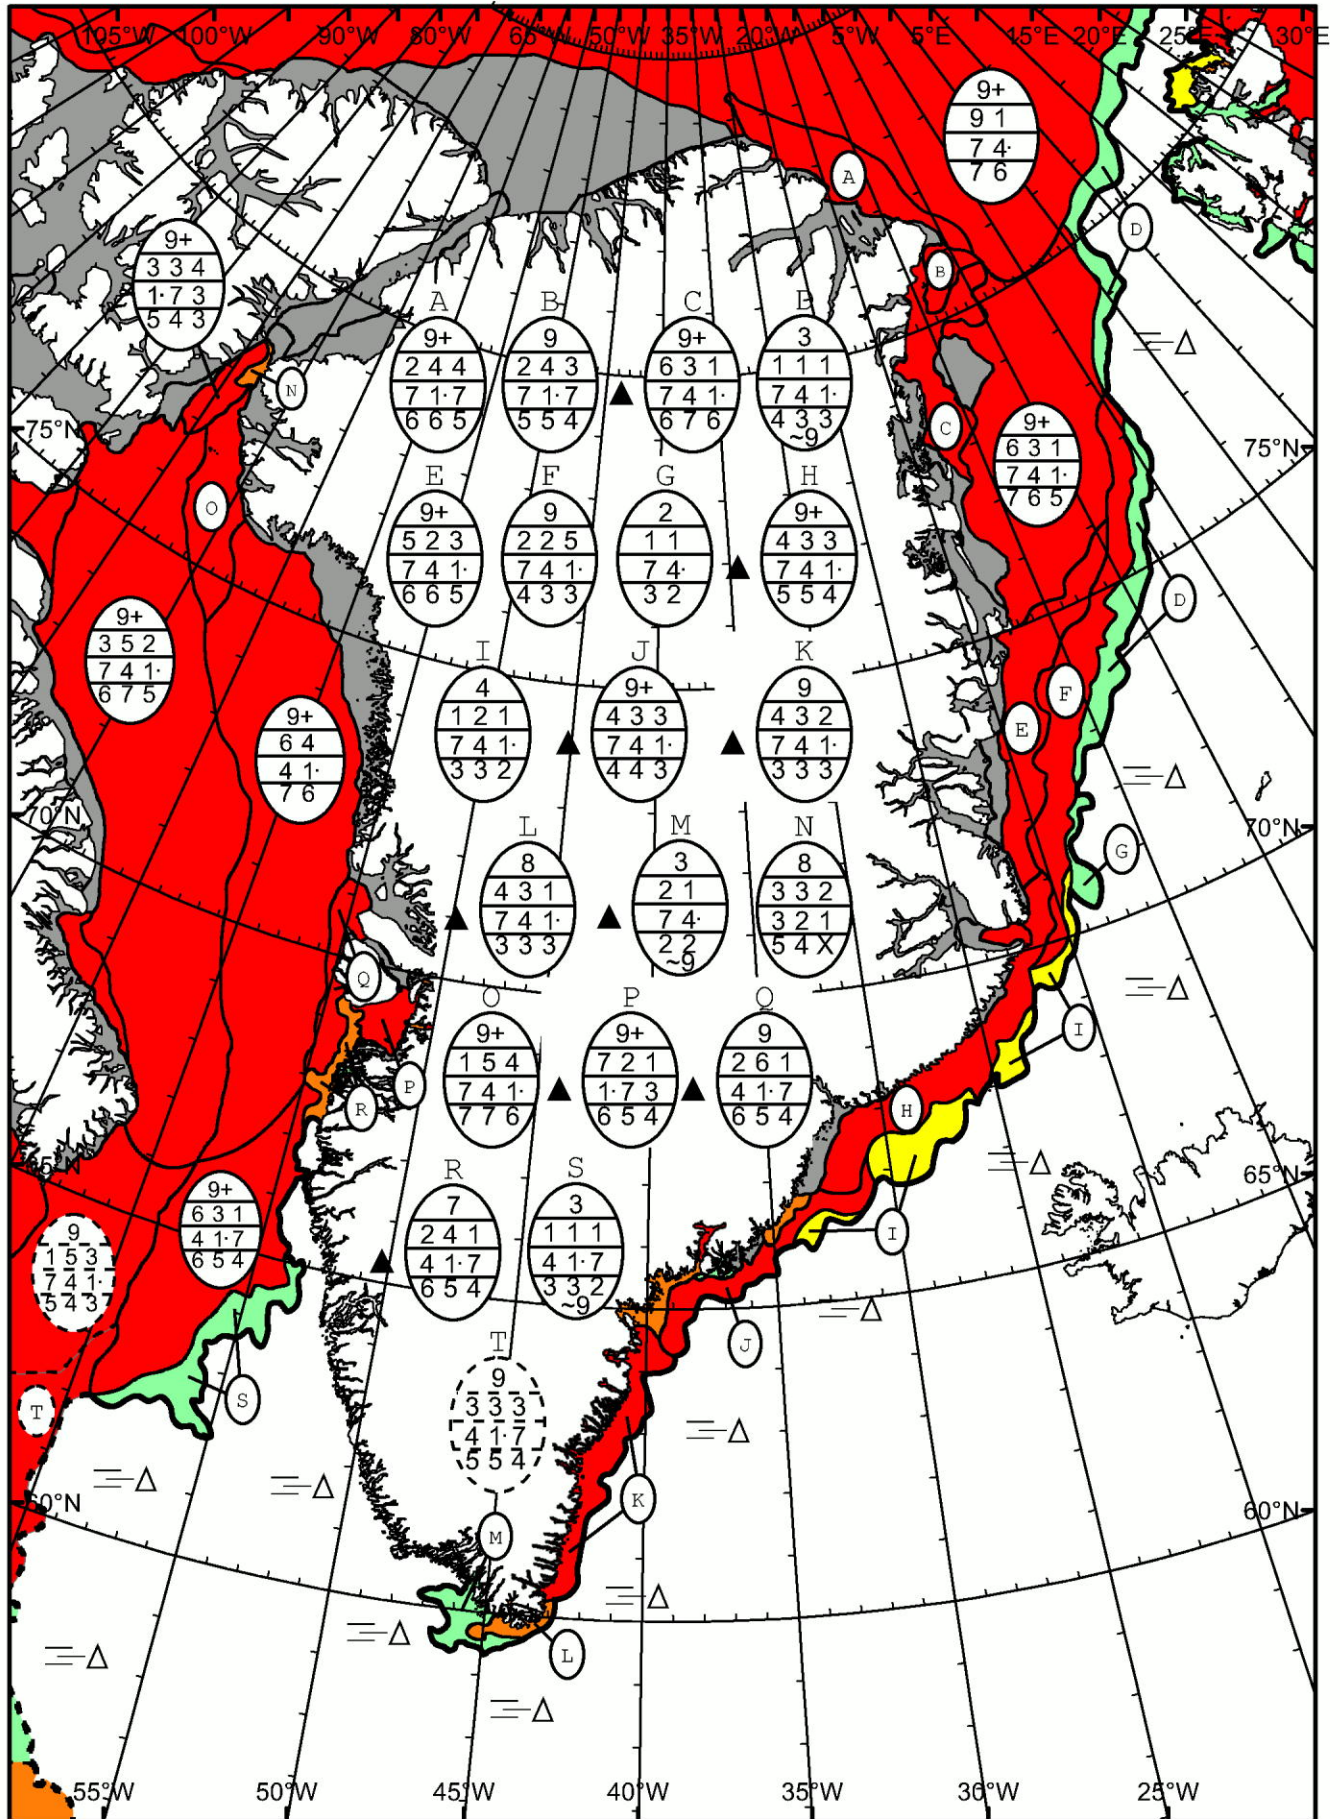 105°W 100°W 90°W 80°W 65°W 50°W 35°W 20°W 5°W 5°E 15°E 20°E 25°E 30°E
9+
9 1
7 4·
7 6
A
D
9+
3 3 4
1·7 3
5 4 3
B
A B C D
9+ 9 9+ 3
2 4 4 2 4 3 6 3 1 1 1 1
7 1·7 7 1·7 7 4 1· 7 4 1·
6 6 5 5 5 4 6 7 6 4 3 3
~9
N
C
75°N 75°N
9+
6 3 1
7 4 1·
7 6 5
E F G H
9+ 9 2 9+
5 2 3 2 2 5 1 1 4 3 3
7 4 1· 7 4 1· 7 4· 7 4 1·
6 6 5 4 3 3 3 2 5 5 4
O
D
9+
3 5 2
7 4 1·
6 7 5
I J K
4 9+ 9
1 2 1 4 3 3 4 3 2
7 4 1· 7 4 1· 7 4 1·
3 3 2 4 4 3 3 3 3
F
E
9+
6 4
4 1·
7 6
70°N 70°N
L M N
8 3 8
4 3 1 2 1 3 3 2
7 4 1· 7 4· 3 2 1
3 3 3 2 2 5 4 X
~9
G
Q
O P Q
9+ 9+ 9
1 5 4 7 2 1 2 6 1
7 4 1· 1·7 3 4 1·7
7 7 6 6 5 4 6 5 4
I
P
R
H
65°N 65°N
9+
6 3 1
4 1·7
6 5 4
R S
7 3
2 4 1 1 1 1
4 1·7 4 1·7
6 5 4 3 3 2
~9
I
9
1 5 3
7 4 1·
5 4 3
J
T
9
3 3 3
4 1·7
5 5 4
S
T
K
60°N 60°N
M
L
55°W 50°W 45°W 40°W 35°W 30°W 25°W